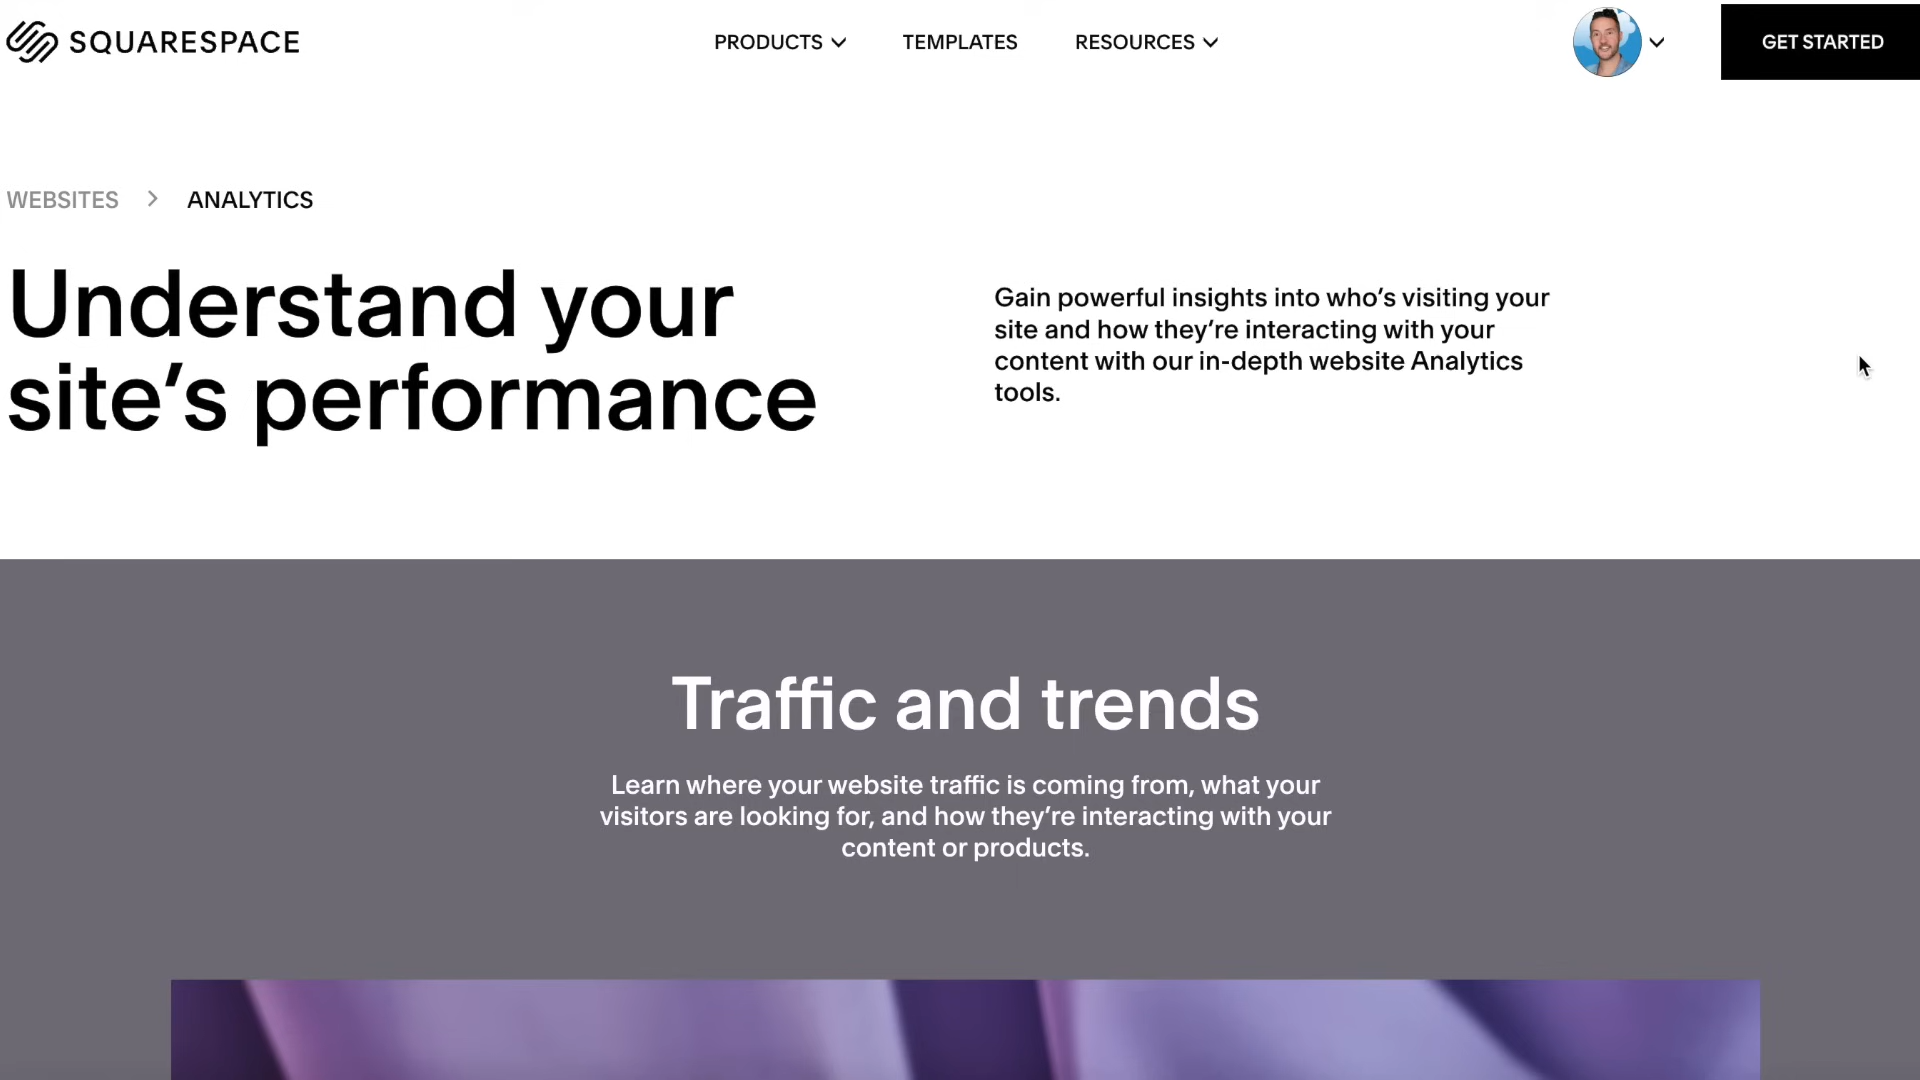 SQUARESPACE
PRODUCTS
TEMPLATES
RESOURCES
GET STARTED
WEBSITES
ANALYTICS
Understand your
site’s performance
Gain powerful insights into who’s visiting your
site and how they’re interacting with your
content with our in-depth website Analytics
tools.
Traffic and trends
Learn where your website traffic is coming from, what your
visitors are looking for, and how they’re interacting with your
content or products.